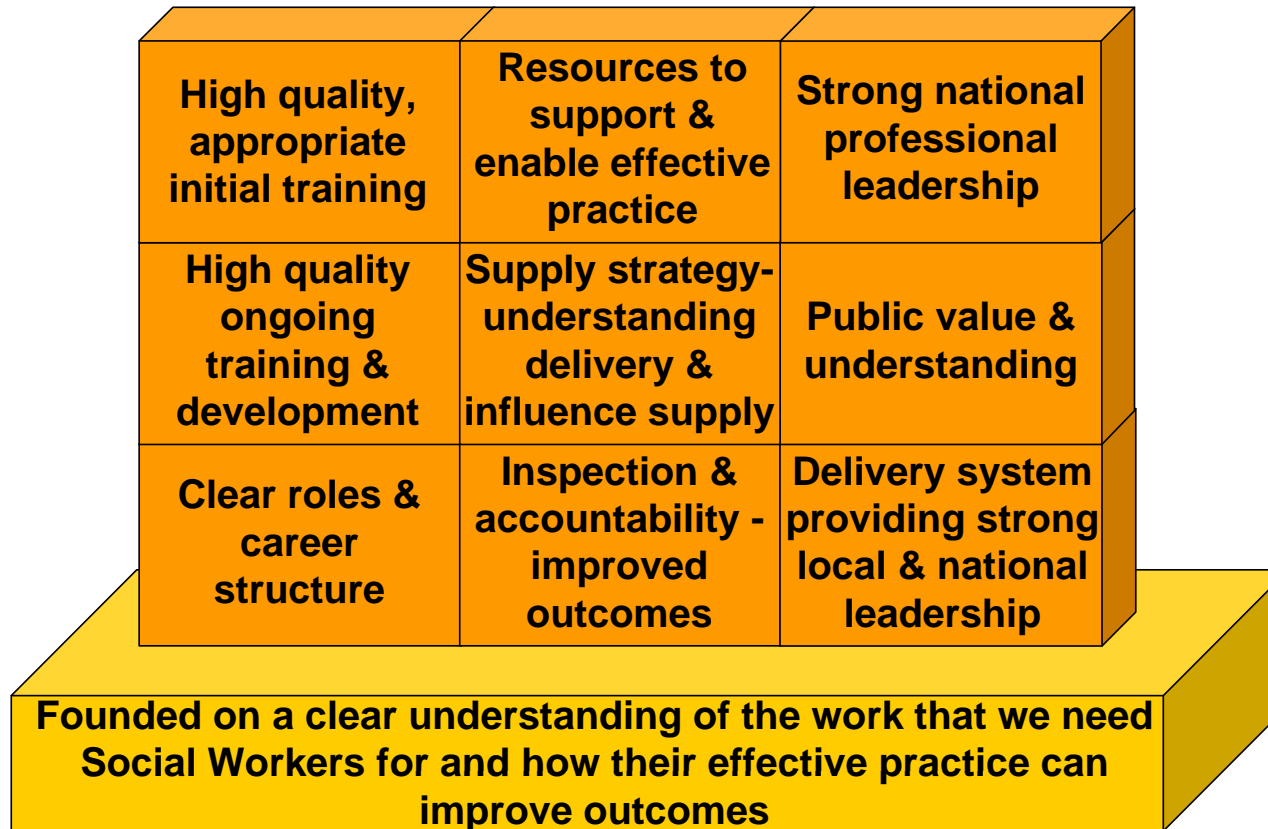 High quality,
appropriate
initial training
Resources to
support &
enable effective
practice
Strong national
professional
leadership
High quality
ongoing
training &
development
Supply strategy-
understanding
delivery &
influence supply
Public value &
understanding
Clear roles &
career
structure
Inspection &
accountability -
improved
outcomes
Delivery system
providing strong
local & national
leadership
Founded on a clear understanding of the work that we need
Social Workers for and how their effective practice can
improve outcomes